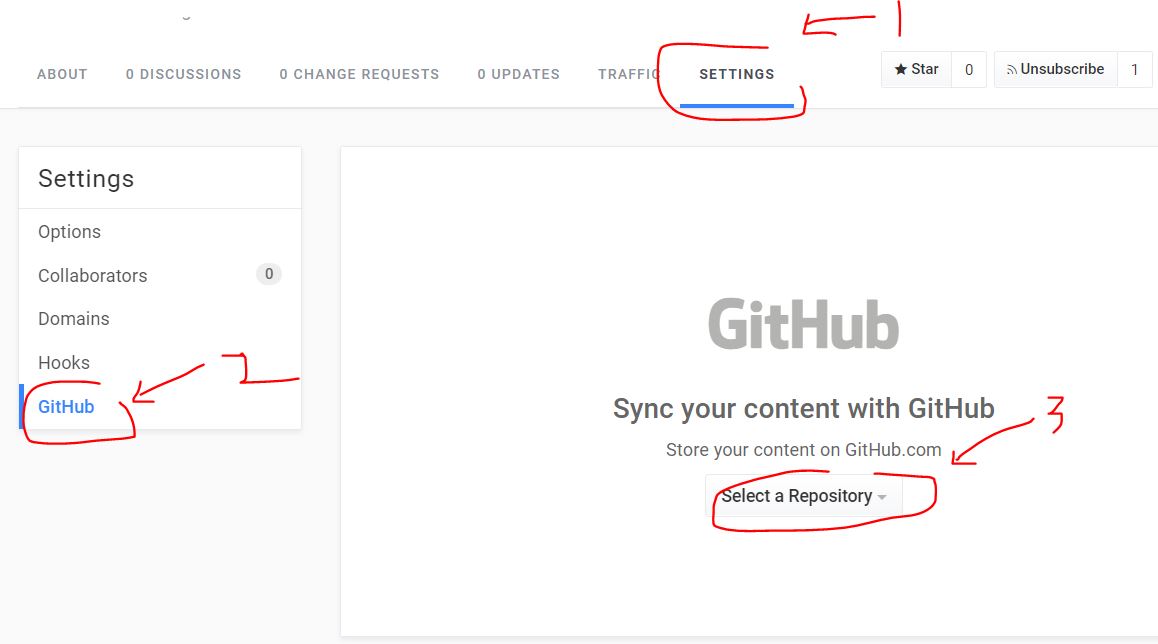 1
ABOUT 0 DISCUSSIONS 0 CHANGE REQUESTS 0 UPDATES TRAFFIC SETTINGS Star 0 Unsubscribe 1
Settings
Options
Collaborators 0
Domains
Hooks
GitHub
2
GitHub
Sync your content with GitHub
Store your content on GitHub.com
Select a Repository
3